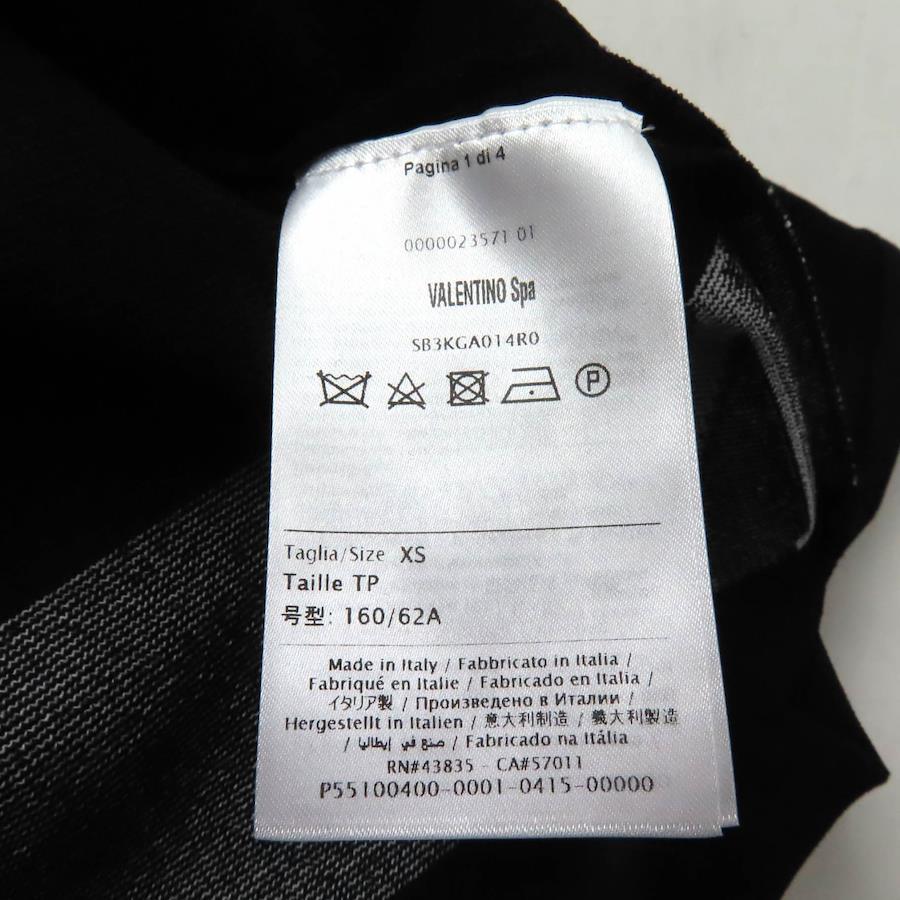 Pagina 1 di 4
0000023571 01
VALENTINO Spa
SB3KGA014R0
P
Taglia/Size XS
Taille TP
号型: 160/62A
Made in Italy / Fabbricato in Italia /
Fabriqué en Italie / Fabricado en Italia /
イタリア製 / Произведено в Италии /
Hergestellt in Italien / 意大利制造 / 義大利製造
/ صنع في إيطاليا / Fabricado na Itália
RN#43835 - CA#57011
P55100400-0001-0415-00000